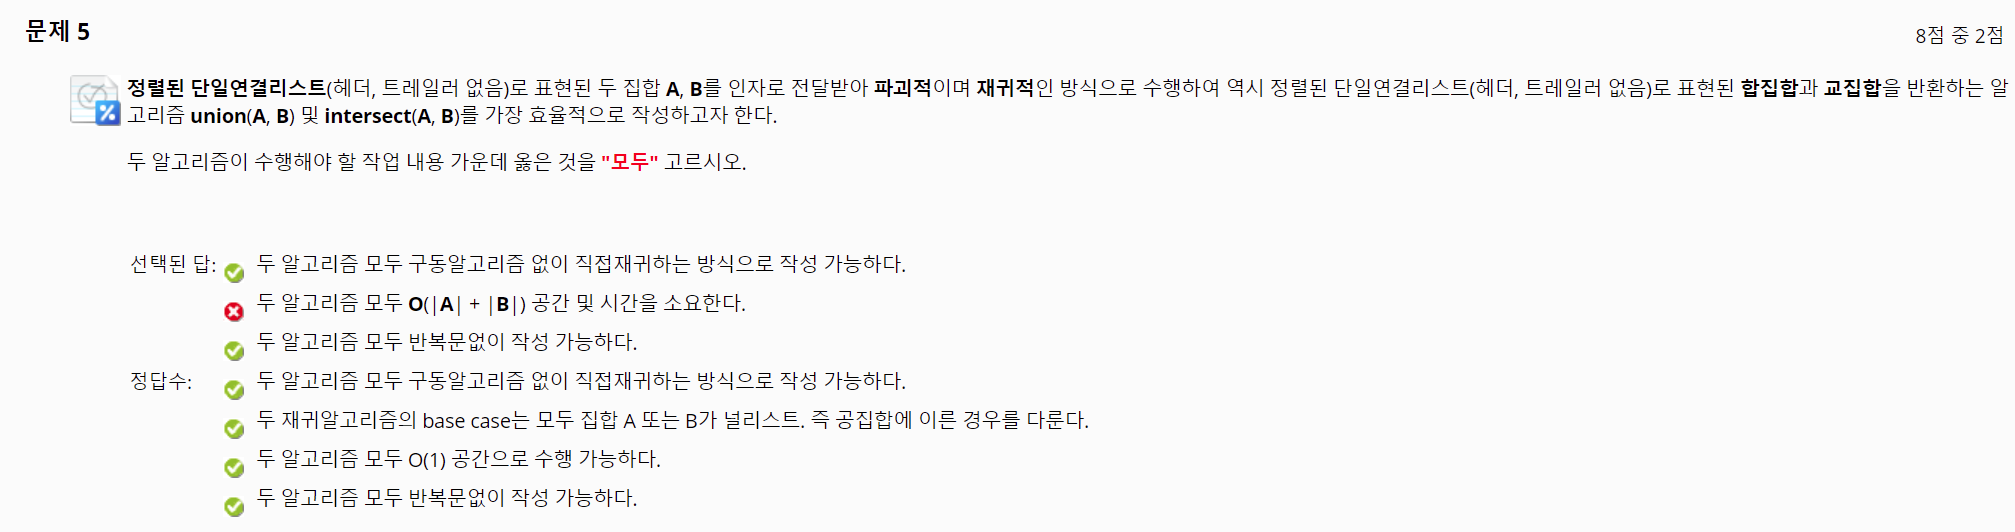 문제 5
8점 중 2점
정렬된 단일연결리스트(헤더, 트레일러 없음)로 표현된 두 집합 A, B를 인자로 전달받아 파괴적이며 재귀적인 방식으로 수행하여 역시 정렬된 단일연결리스트(헤더, 트레일러 없음)로 표현된 합집합과 교집합을 반환하는 알
고리즘 union(A, B) 및 intersect(A, B)를 가장 효율적으로 작성하고자 한다.
두 알고리즘이 수행해야 할 작업 내용 가운데 옳은 것을 "모두" 고르시오.
선택된 답: 두 알고리즘 모두 구동알고리즘 없이 직접재귀하는 방식으로 작성 가능하다.
두 알고리즘 모두 O(|A| + |B|) 공간 및 시간을 소요한다.
두 알고리즘 모두 반복문없이 작성 가능하다.
정답수: 두 알고리즘 모두 구동알고리즘 없이 직접재귀하는 방식으로 작성 가능하다.
두 재귀알고리즘의 base case는 모두 집합 A 또는 B가 널리스트. 즉 공집합에 이른 경우를 다룬다.
두 알고리즘 모두 O(1) 공간으로 수행 가능하다.
두 알고리즘 모두 반복문없이 작성 가능하다.